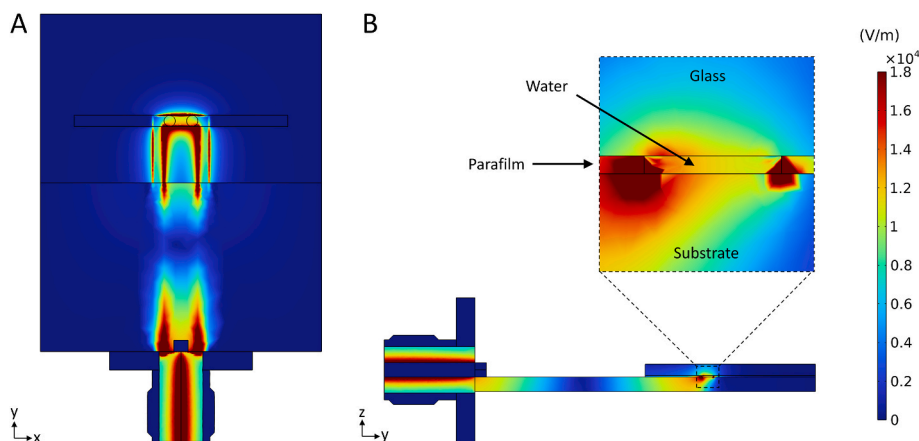 A
B
(V/m)
×10⁴
Glass
Water
Parafilm
Substrate
1.8
1.6
1.4
1.2
1
0.8
0.6
0.4
0.2
0
y
x
z
y